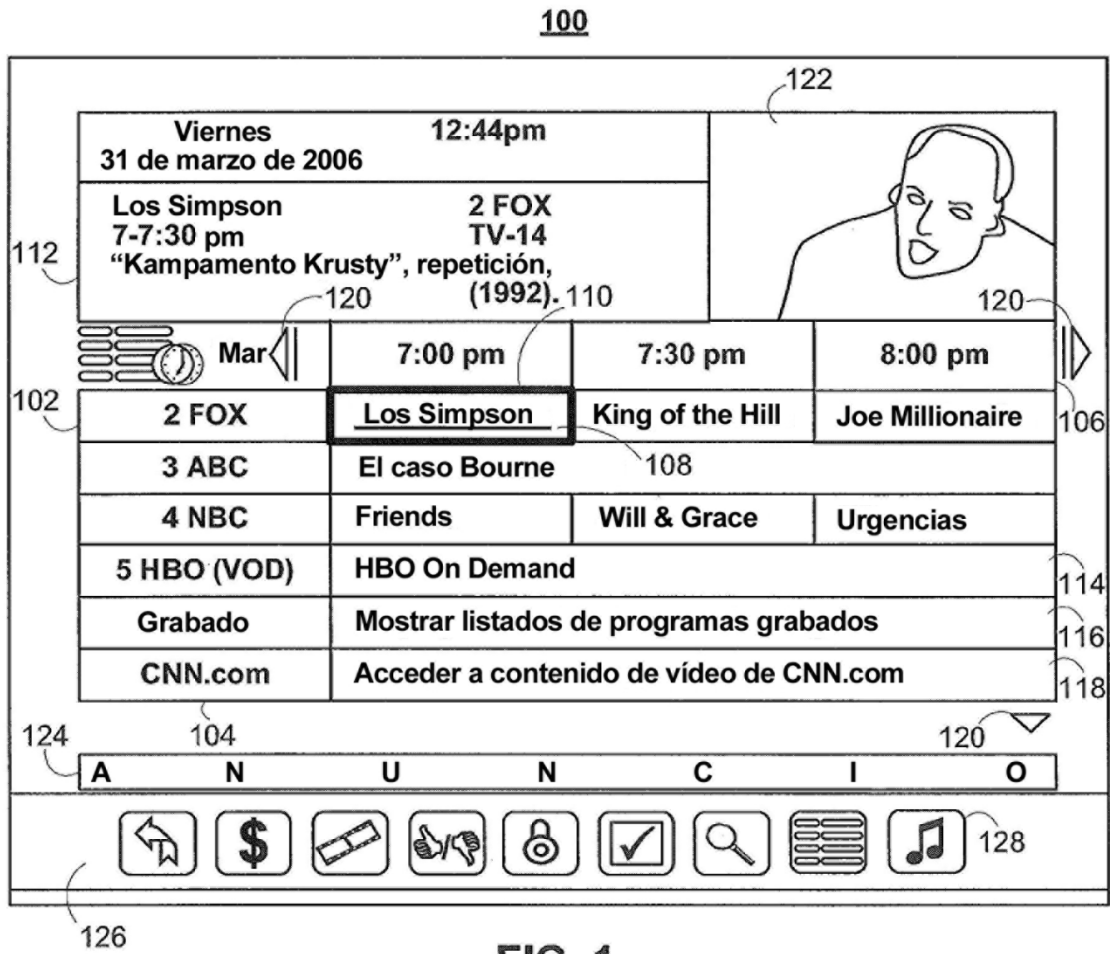 100
122
Viernes 12:44pm
31 de marzo de 2006
Los Simpson 2 FOX
7-7:30 pm TV-14
112
“Kampamento Krusty”, repetición,
(1992).
120
110
120
Mar 7:00 pm 7:30 pm 8:00 pm
102
2 FOX Los Simpson King of the Hill Joe Millionaire
106
3 ABC El caso Bourne
108
4 NBC Friends Will & Grace Urgencias
5 HBO (VOD) HBO On Demand
114
Grabado Mostrar listados de programas grabados
116
CNN.com Acceder a contenido de vídeo de CNN.com
118
124
104
120
A N U N C I O
$
/
128
126
FIG. 1